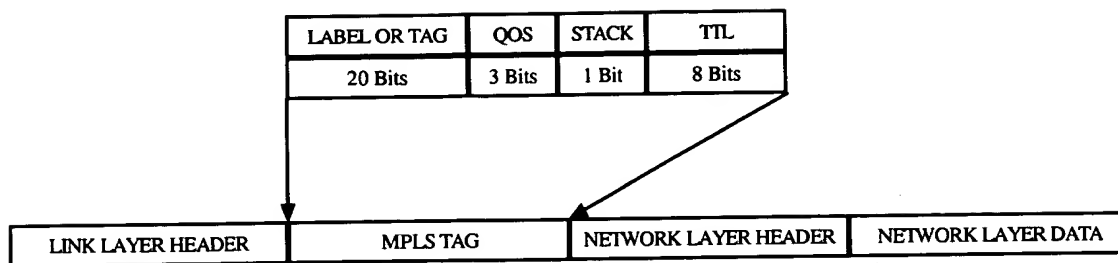 LABEL OR TAG QOS STACK TTL
20 Bits 3 Bits 1 Bit 8 Bits
LINK LAYER HEADER MPLS TAG NETWORK LAYER HEADER NETWORK LAYER DATA